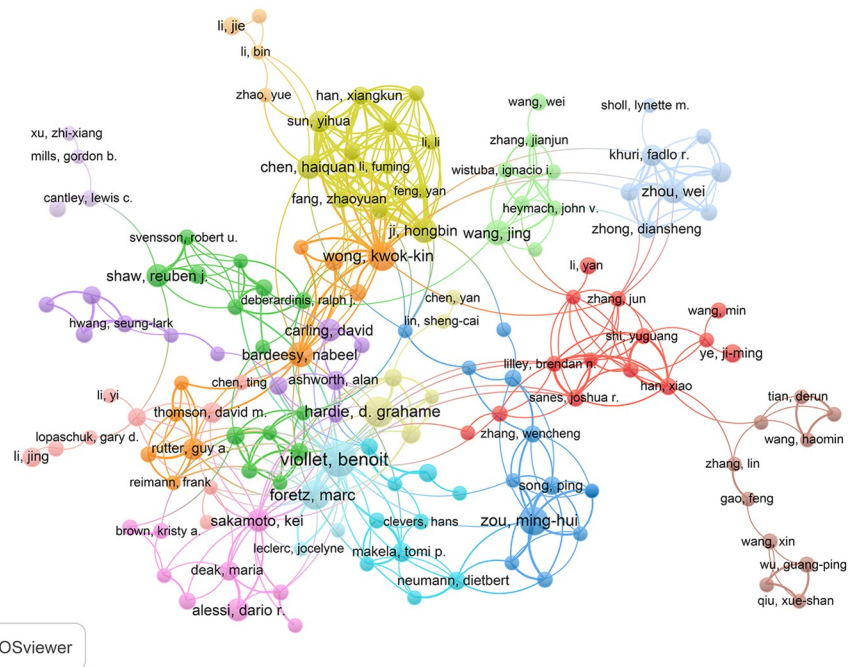 li, jie
li, bin
zhao, yue
han, xiangkun
wang, wei
sholl, lynette m.
sun, yihua
xu, zhi-xiang
zhang, jianjun
li, li
mills, gordon b.
khuri, fadlo r.
chen, haiquan
li, fuming
wistuba, ignacio i.
feng, yan
zhou, wei
cantley, lewis c.
fang, zhaoyuan
heymach, john v.
zhong, diansheng
ji, hongbin
wang, jing
svensson, robert u.
wong, kwok-kin
li, yan
shaw, reuben j.
deberardinis, ralph j.
chen, yan
zhang, jun
wang, min
hwang, seung-lark
lin, sheng-cai
carling, david
shi, yuguang
bardeesy, nabeel
ye, ji-ming
lilley, brendan n.
chen, ting
ashworth, alan
han, xiao
li, yi
sanes, joshua r.
tian, derun
thomson, david m.
hardie, d. grahame
zhang, wencheng
lopaschuk, gary d.
wang, haomin
rutter, guy a.
li, jing
viollet, benoit
zhang, lin
reimann, frank
foretz, marc
song, ping
gao, feng
sakamoto, kei
clevers, hans
zou, ming-hui
brown, kristy a.
leclerc, jocelyne
makela, tomi p.
wang, xin
wu, guang-ping
deak, maria
neumann, dietbert
qiu, xue-shan
alessi, dario r.
OSviewer